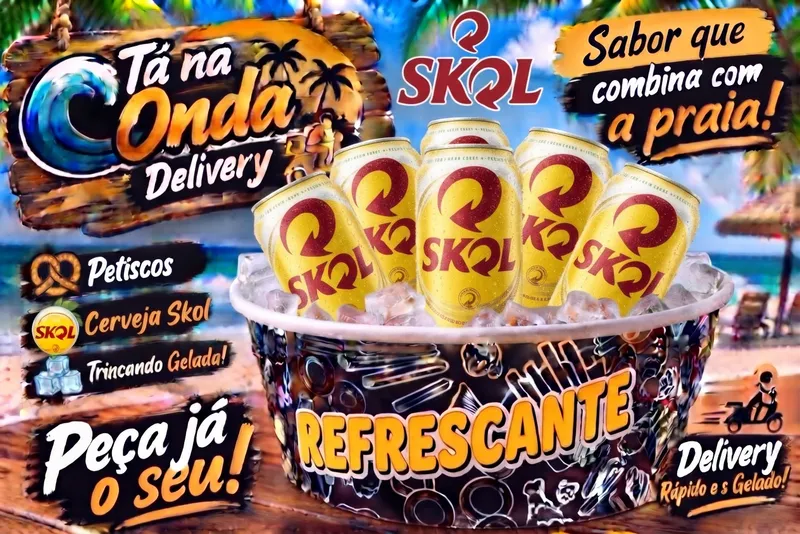 Tá na
Onda
Delivery
SKOL
Sabor que
combina com
a praia!
SKOL
SKOL
SKOL
SKOL
SKOL
Petiscos
SKOL
Cerveja Skol
Trincando Gelada!
REFRESCANTE
Peça já
o seu!
Delivery
Rápido e s Gelado!